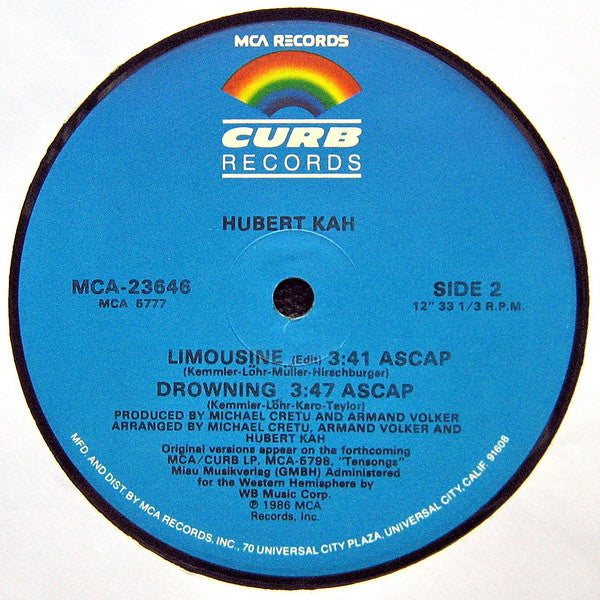 MCA RECORDS
CURB
RECORDS
HUBERT KAH
MCA-23646
MCA 5777
SIDE 2
12" 33 1/3 R.P.M.
LIMOUSINE (Edit) 3:41 ASCAP
(Kemmler-Löhr-Müller-Hirschburger)
DROWNING 3:47 ASCAP
(Kemmler-Löhr-Karo-Taylor)
PRODUCED BY MICHAEL CRETU AND ARMAND VOLKER
ARRANGED BY MICHAEL CRETU, ARMAND VOLKER AND
HUBERT KAH
Original versions appear on the forthcoming
MCA/CURB LP, MCA-5798, "Tensongs"
Miau Musikverlag (GMBH) Administered
for the Western Hemisphere by
WB Music Corp.
℗ 1986 MCA
Records, Inc.
MFD. AND DIST. BY MCA RECORDS, INC., 70 UNIVERSAL CITY PLAZA, UNIVERSAL CITY, CALIF. 91608